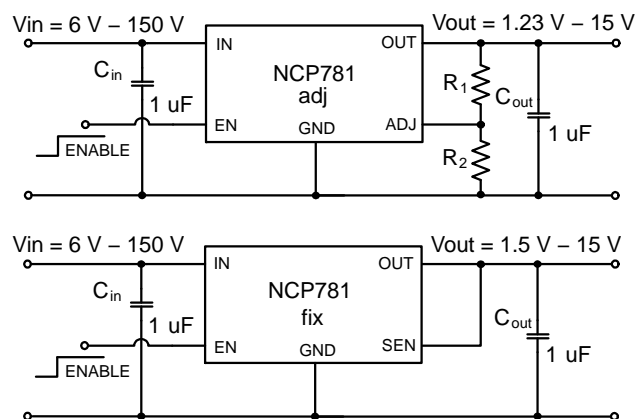 Vin = 6 V – 150 V
Vout = 1.23 V – 15 V
IN
OUT
Cin
NCP781
adj
R1
Cout
1 uF
EN
GND
ADJ
1 uF
ENABLE
R2
Vin = 6 V – 150 V
Vout = 1.5 V – 15 V
IN
OUT
Cin
NCP781
fix
Cout
1 uF
EN
GND
SEN
1 uF
ENABLE